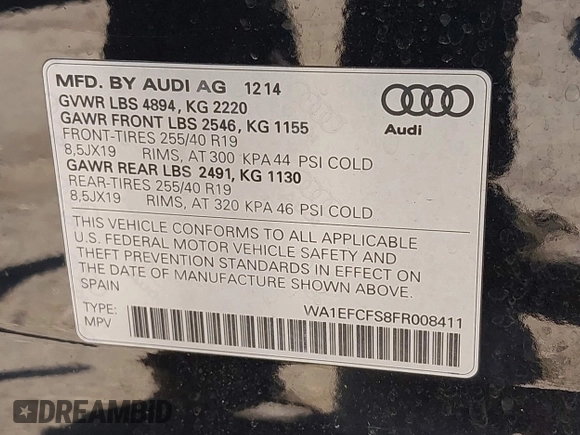 MFD. BY AUDI AG 12 14
GVWR LBS 4894, KG 2220
GAWR FRONT LBS 2546, KG 1155
FRONT-TIRES 255/40 R19
8,5JX19 RIMS, AT 300 KPA 44 PSI COLD
GAWR REAR LBS 2491, KG 1130
REAR-TIRES 255/40 R19
8,5JX19 RIMS, AT 320 KPA 46 PSI COLD
Audi
THIS VEHICLE CONFORMS TO ALL APPLICABLE
U.S. FEDERAL MOTOR VEHICLE SAFETY AND
THEFT PREVENTION STANDARDS IN EFFECT ON
THE DATE OF MANUFACTURE SHOWN ABOVE.
SPAIN
TYPE: WA1EFCFS8FR008411
MPV
DREAMBID